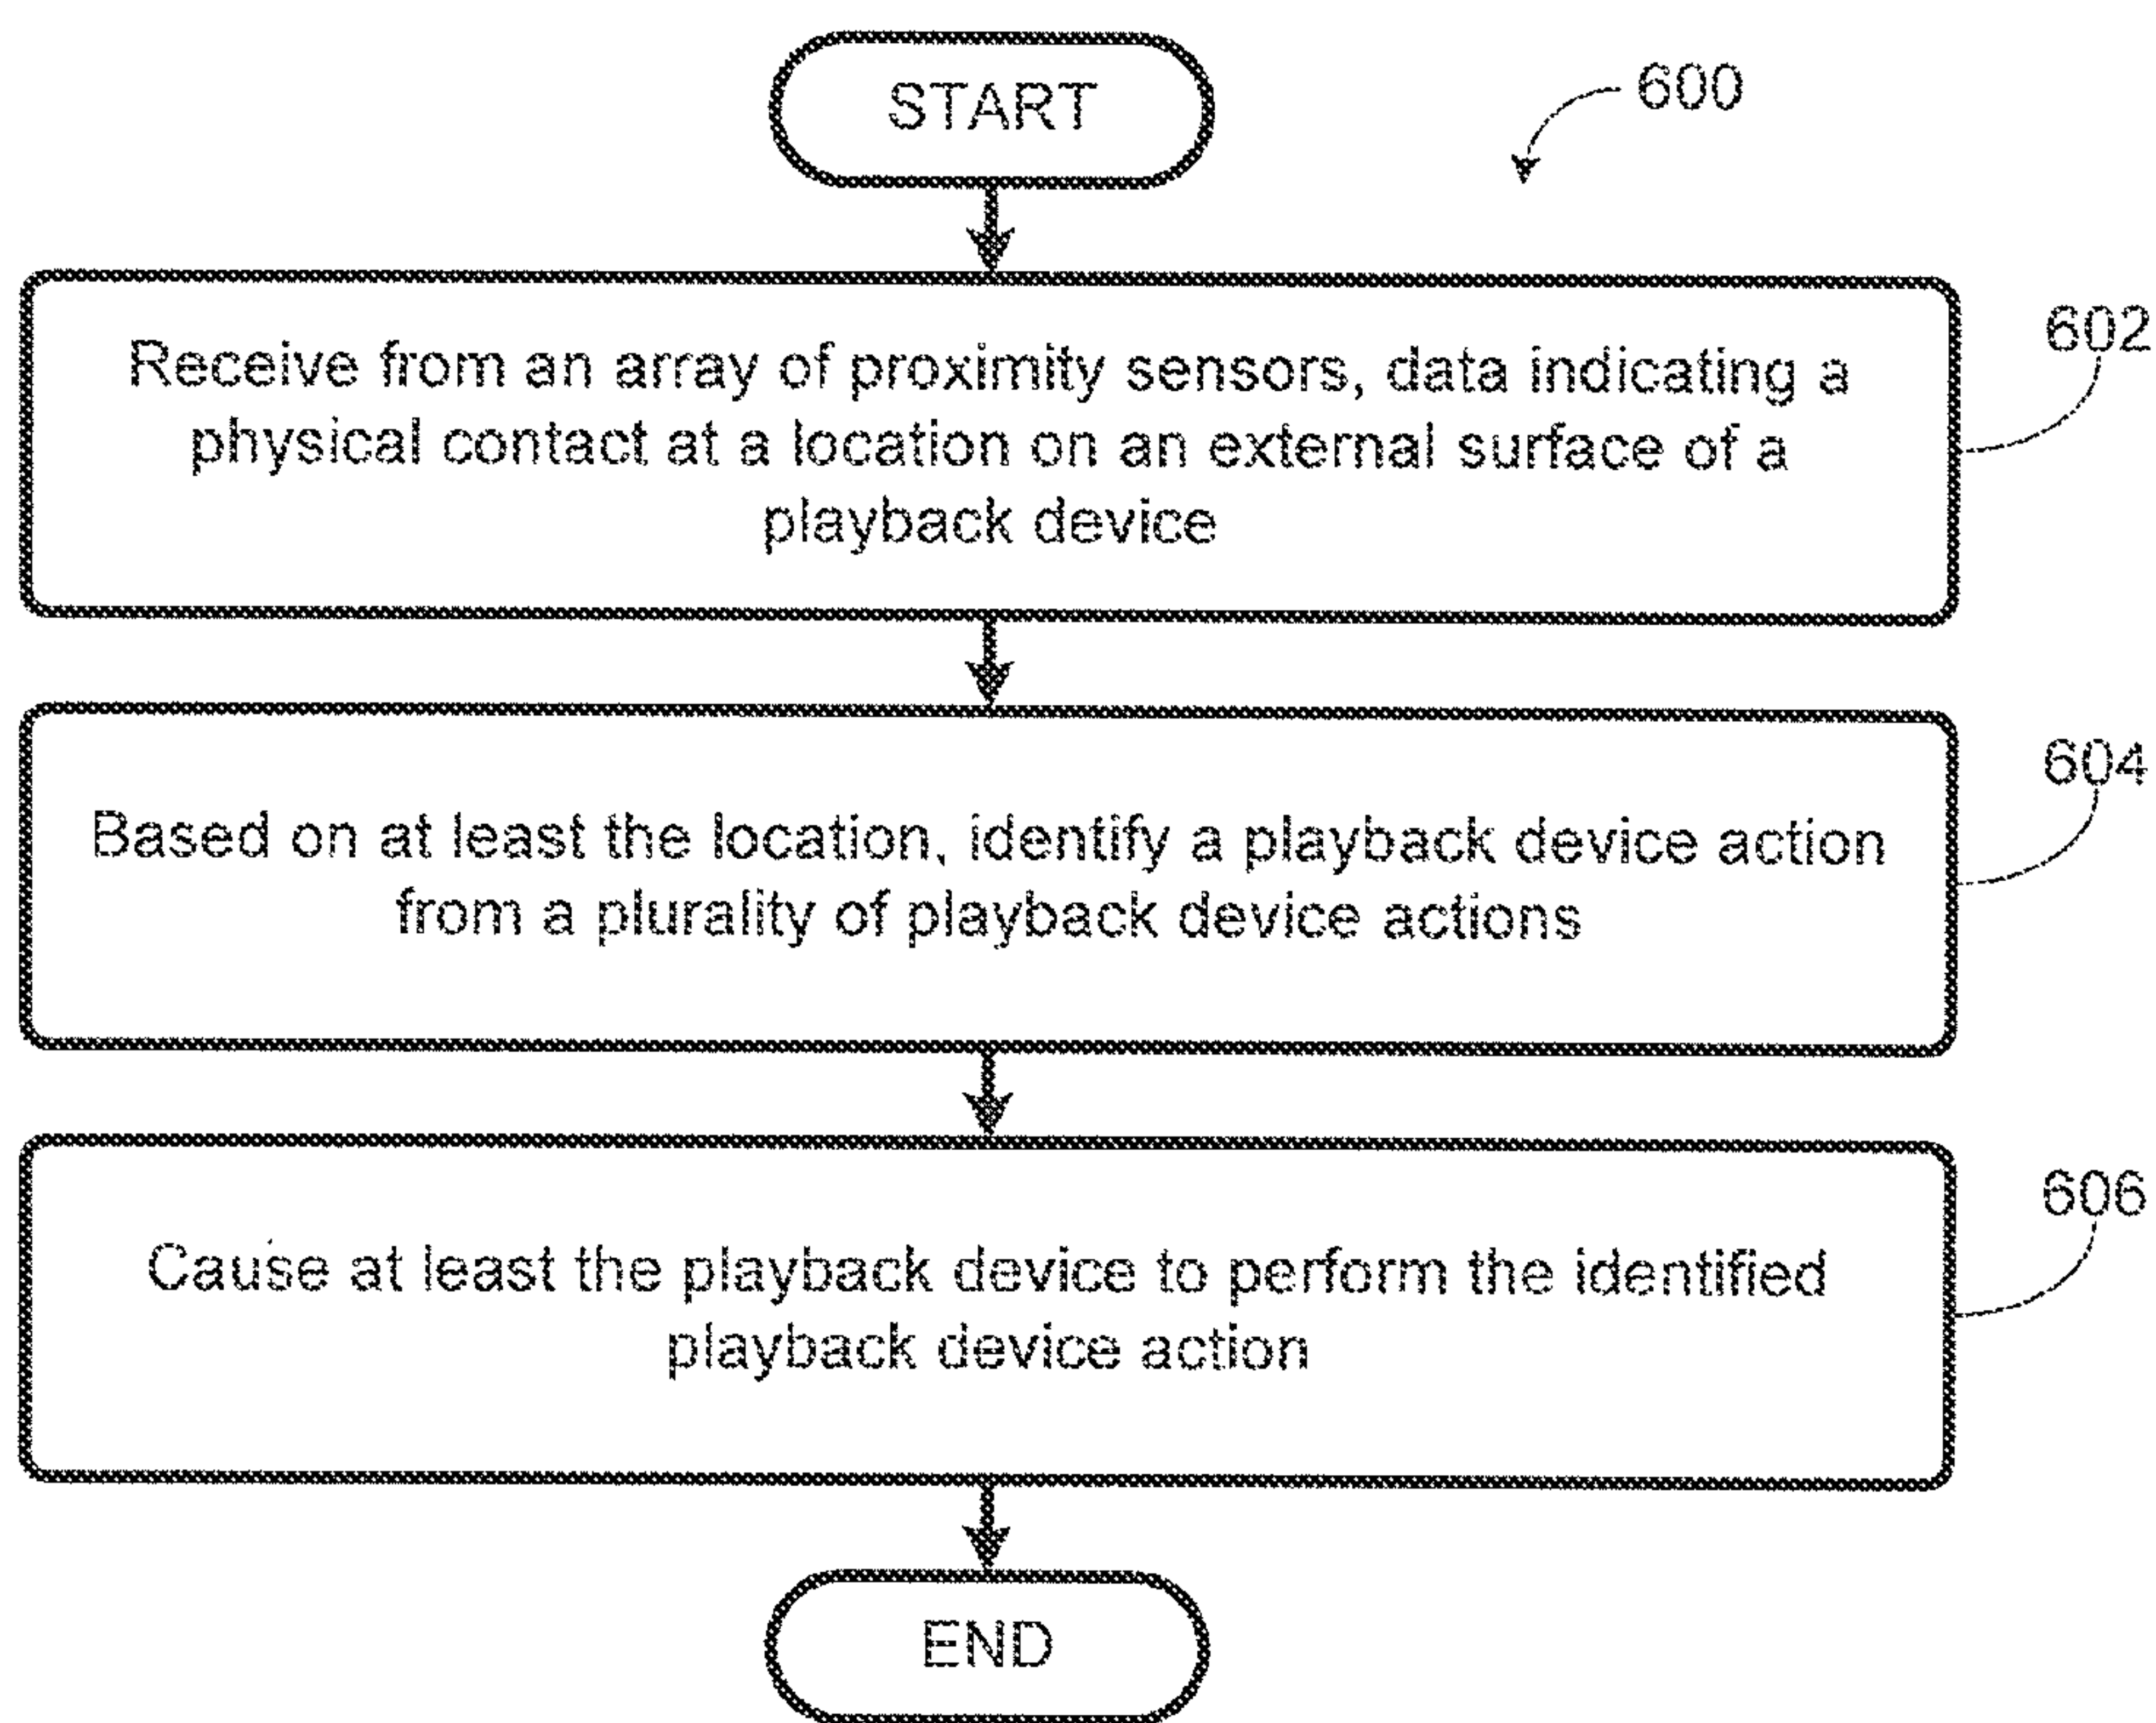 START
600
Receive from an array of proximity sensors, data indicating a
physical contact at a location on an external surface of a
playback device
602
Based on at least the location, identify a playback device action
from a plurality of playback device actions
604
Cause at least the playback device to perform the identified
playback device action
606
END